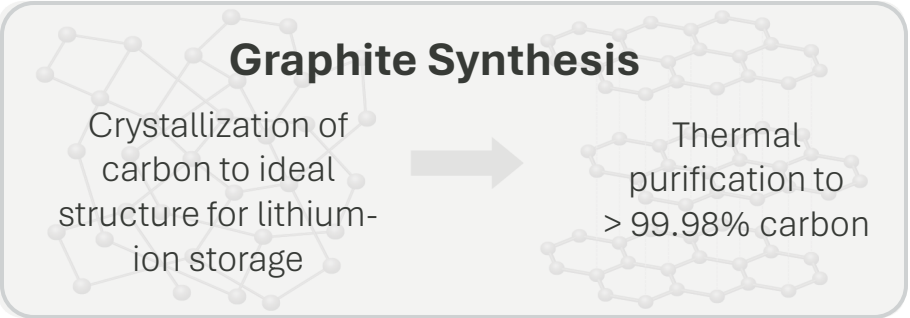 Graphite Synthesis
Crystallization of
carbon to ideal
structure for lithium-
ion storage
Thermal
purification to
> 99.98% carbon